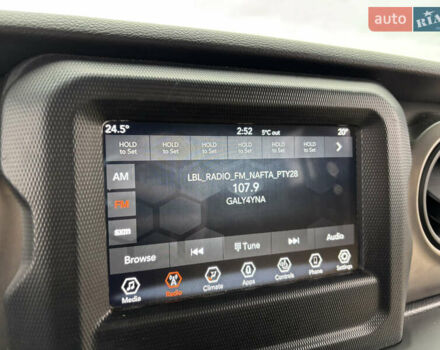 auto RIA
24.5° 2:52 5°C out 20°
HOLD to Set HOLD to Set HOLD to Set HOLD to Set HOLD to Set HOLD to Set
AM
LBL_RADIO_FM_NAFTA_PTY28
FM
107.9
GALY4YNA
sxm
Browse Tune Audio
Media Radio Climate Apps Controls Phone Settings